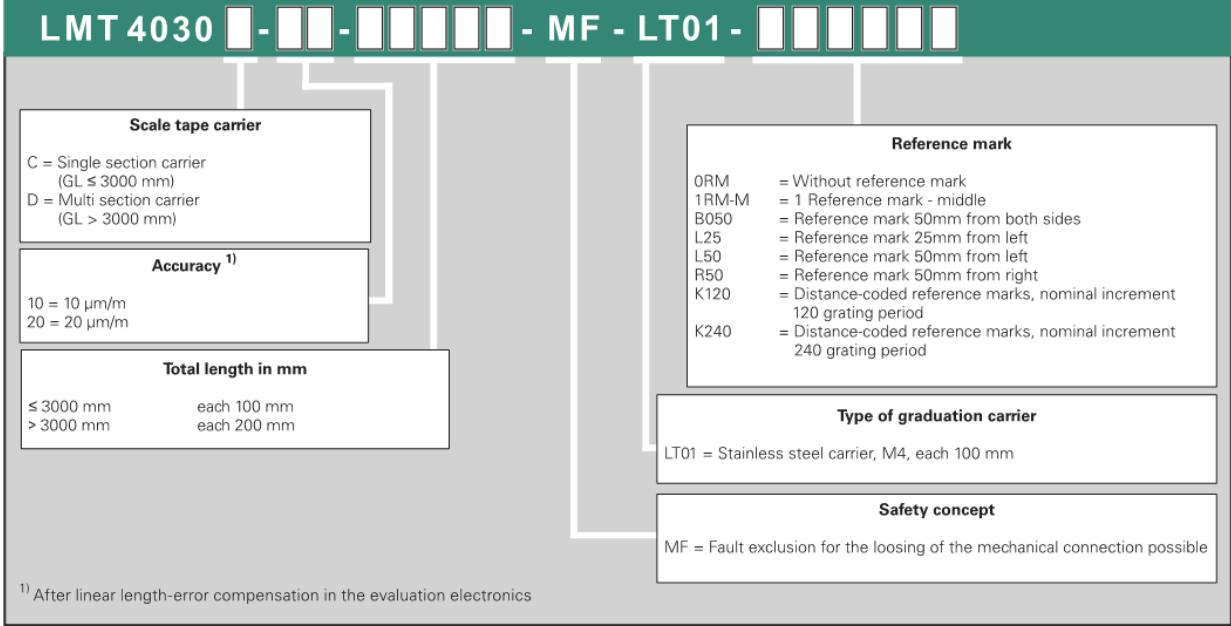 LMT 4030 - - - MF - LT01 -
Scale tape carrier
C = Single section carrier
(GL ≤ 3000 mm)
D = Multi section carrier
(GL > 3000 mm)
Accuracy 1)
10 = 10 µm/m
20 = 20 µm/m
Total length in mm
≤ 3000 mm each 100 mm
> 3000 mm each 200 mm
Reference mark
0RM = Without reference mark
1RM-M = 1 Reference mark - middle
B050 = Reference mark 50mm from both sides
L25 = Reference mark 25mm from left
L50 = Reference mark 50mm from left
R50 = Reference mark 50mm from right
K120 = Distance-coded reference marks, nominal increment
120 grating period
K240 = Distance-coded reference marks, nominal increment
240 grating period
Type of graduation carrier
LT01 = Stainless steel carrier, M4, each 100 mm
Safety concept
MF = Fault exclusion for the loosing of the mechanical connection possible
1) After linear length-error compensation in the evaluation electronics